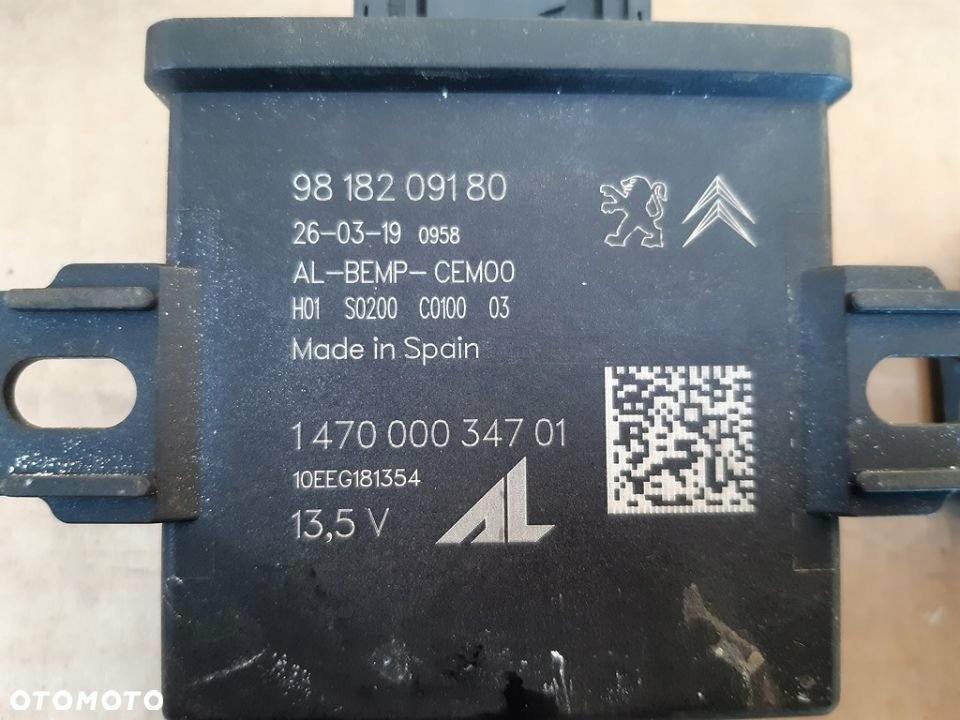 98 182 091 80
26-03-19 0958
AL-BEMP-CEM00
H01 S0200 C0100 03
Made in Spain
1 470 000 347 01
10EEG181354
13,5 V
AL
OTOMOTO